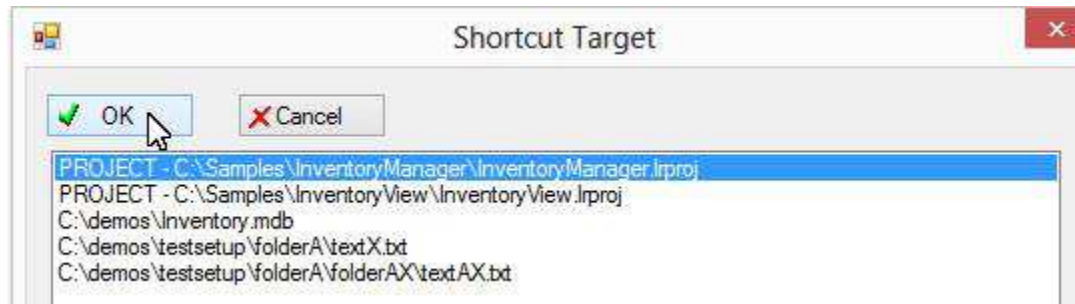 Shortcut Target
OK
Cancel
PROJECT - C:\Samples\InventoryManager\InventoryManager.lrproj
PROJECT - C:\Samples\InventoryView\InventoryView.lrproj
C:\demos\Inventory.mdb
C:\demos\testsetup\folderA\textX.txt
C:\demos\testsetup\folderA\folderAX\textAX.txt